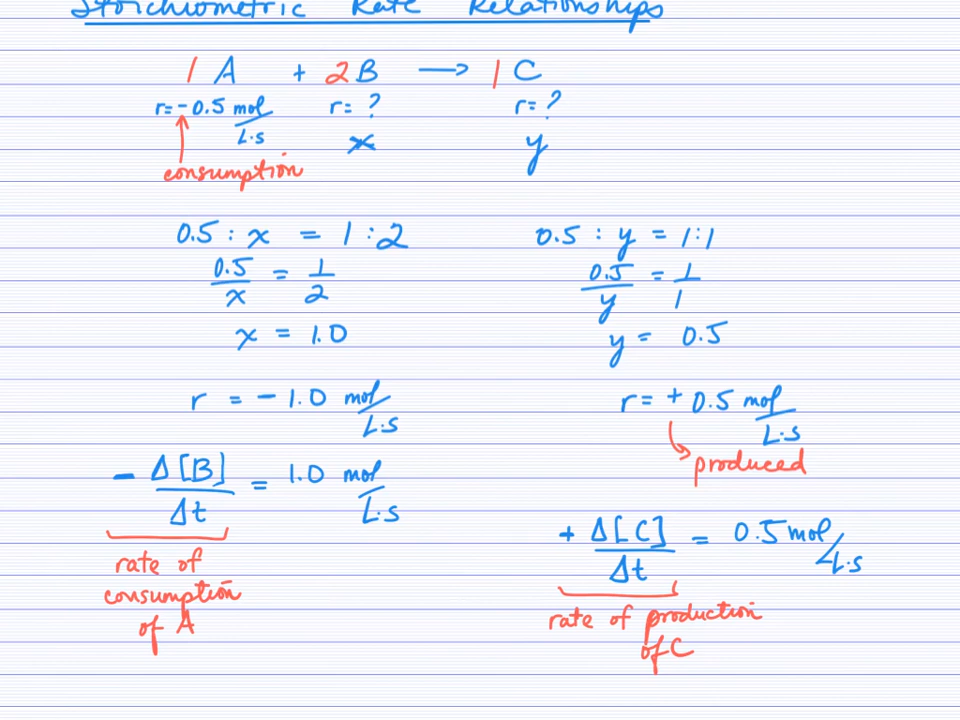 Stoichiometric Rate Relationships
1 A + 2B → 1 C
r = -0.5 mol/L·s r = ? r = ?
x y
consumption
0.5 : x = 1 : 2
0.5/x = 1/2
x = 1.0
r = - 1.0 mol/L·s
- Δ[B]/Δt = 1.0 mol/L·s
rate of
consumption
of A
0.5 : y = 1:1
0.5/y = 1/1
y = 0.5
r = + 0.5 mol/L·s
produced
+ Δ[C]/Δt = 0.5 mol/L·s
rate of production
of C